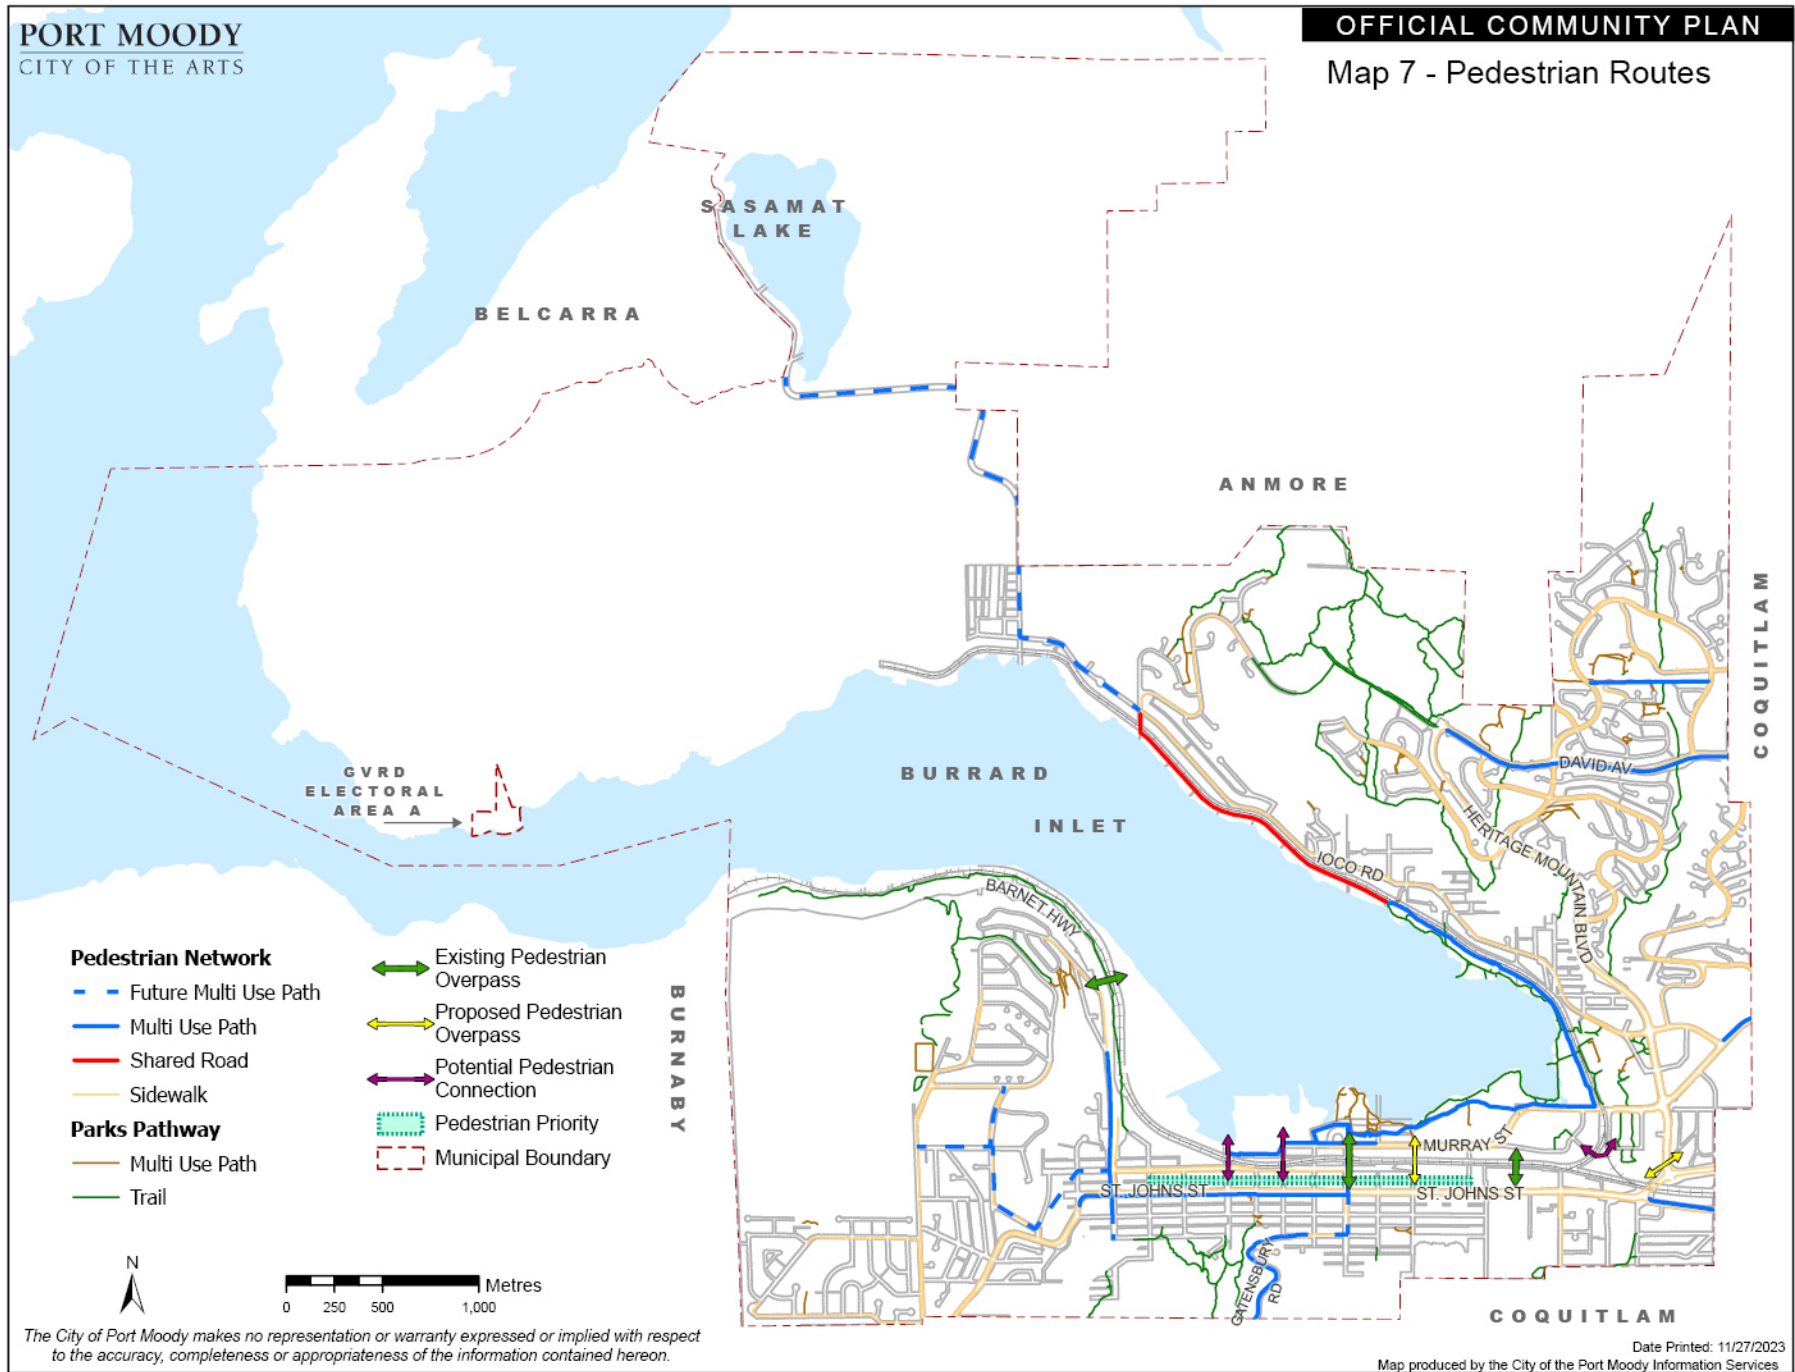 PORT MOODY
CITY OF THE ARTS
OFFICIAL COMMUNITY PLAN
Map 7 - Pedestrian Routes
SASAMAT
LAKE
BELCARRA
ANMORE
COQUITLAM
BURRARD
INLET
GVRD
ELECTORAL
AREA A
DAVID AV
HERITAGE MOUNTAIN BLVD
IOCO RD
BARNET HWY
BURNABY
MURRAY ST
ST. JOHNS ST
ST. JOHNS ST
GATENSBURY
RD
COQUITLAM
Pedestrian Network
Future Multi Use Path
Multi Use Path
Shared Road
Sidewalk
Parks Pathway
Multi Use Path
Trail
Existing Pedestrian
Overpass
Proposed Pedestrian
Overpass
Potential Pedestrian
Connection
Pedestrian Priority
Municipal Boundary
N
Metres
0 250 500 1,000
The City of Port Moody makes no representation or warranty expressed or implied with respect
to the accuracy, completeness or appropriateness of the information contained hereon.
Date Printed: 11/27/2023
Map produced by the City of the Port Moody Information Services